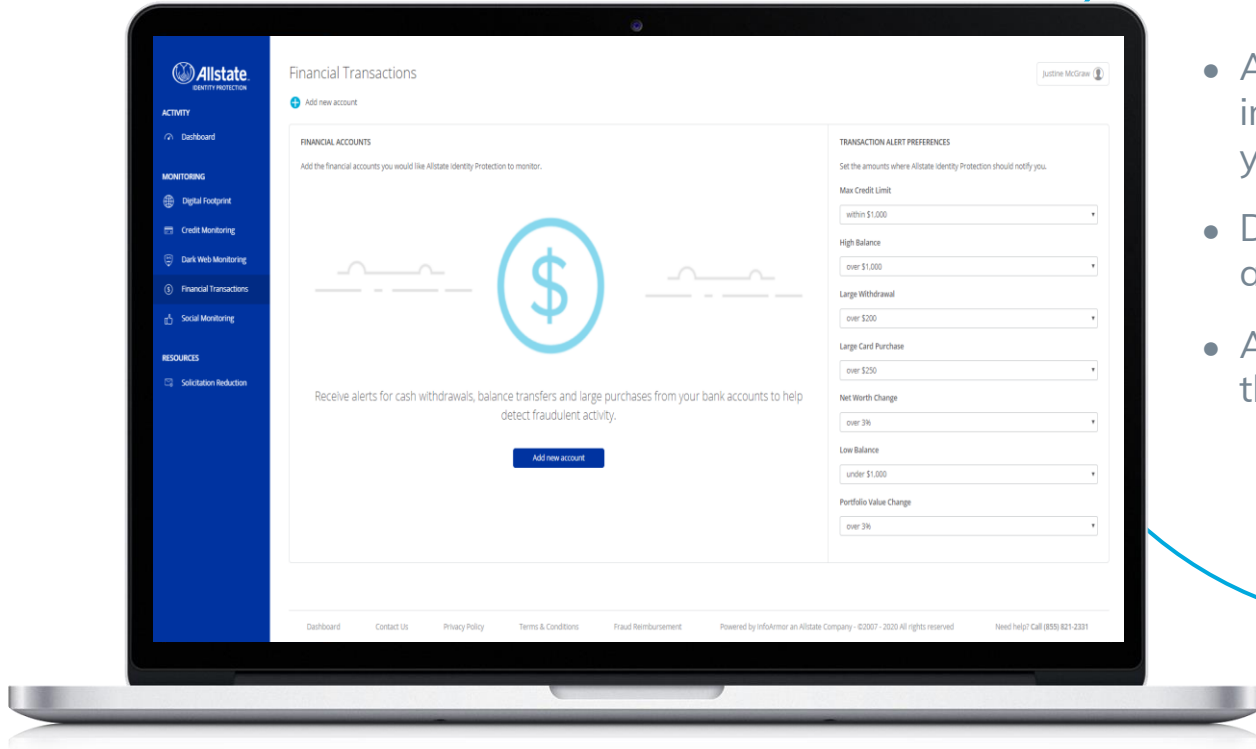 Allstate
IDENTITY PROTECTION
ACTIVITY
Dashboard
MONITORING
Digital Footprint
Credit Monitoring
Dark Web Monitoring
Financial Transactions
Social Monitoring
RESOURCES
Solicitation Reduction
Financial Transactions
Justine McGraw
Add new account
FINANCIAL ACCOUNTS
Add the financial accounts you would like Allstate Identity Protection to monitor.
$
Receive alerts for cash withdrawals, balance transfers and large purchases from your bank accounts to help
detect fraudulent activity.
Add new account
TRANSACTION ALERT PREFERENCES
Set the amounts where Allstate Identity Protection should notify you.
Max Credit Limit
within $1,000
High Balance
over $1,000
Large Withdrawal
over $200
Large Card Purchase
over $250
Net Worth Change
over 3%
Low Balance
under $1,000
Portfolio Value Change
over 3%
Dashboard Contact Us Privacy Policy Terms & Conditions Fraud Reimbursement Powered by InfoArmor an Allstate Company - ©2007 - 2020 All rights reserved Need help? Call (855) 821-2331